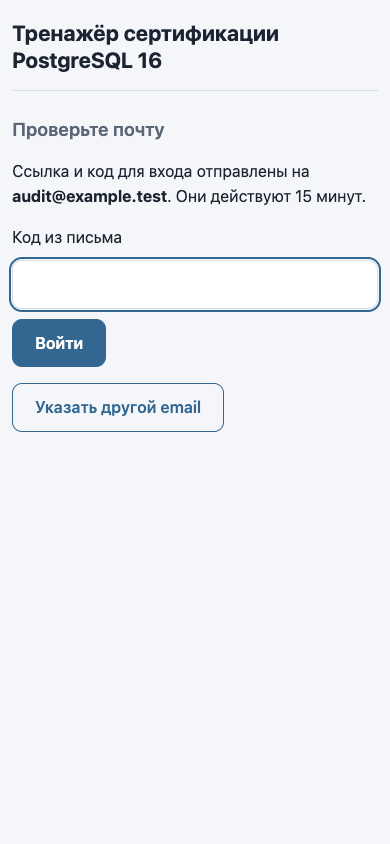 Тренажёр сертификации
PostgreSQL 16
Проверьте почту
Ссылка и код для входа отправлены на
audit@example.test. Они действуют 15 минут.
Код из письма
Войти
Указать другой email